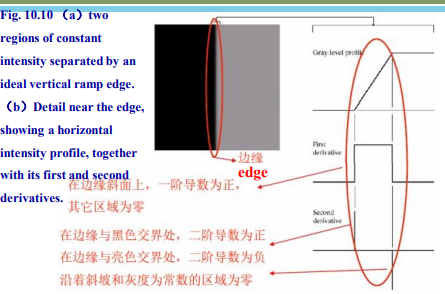 Fig. 10.10 （a）two
regions of constant
intensity separated by an
ideal vertical ramp edge.
（b）Detail near the edge,
showing a horizontal
intensity profile, together
with its first and second
derivatives.
Gray-level profile
边缘
edge
First
derivative
在边缘斜面上，一阶导数为正，
其它区域为零
Second
derivative
在边缘与黑色交界处，二阶导数为正
在边缘与亮色交界处，二阶导数为负
沿着斜坡和灰度为常数的区域为零